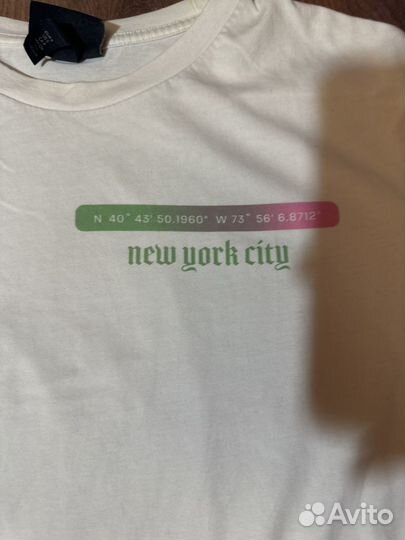 N 40° 43' 50.1960" W 73° 56' 6.8712"
new york city
Avito